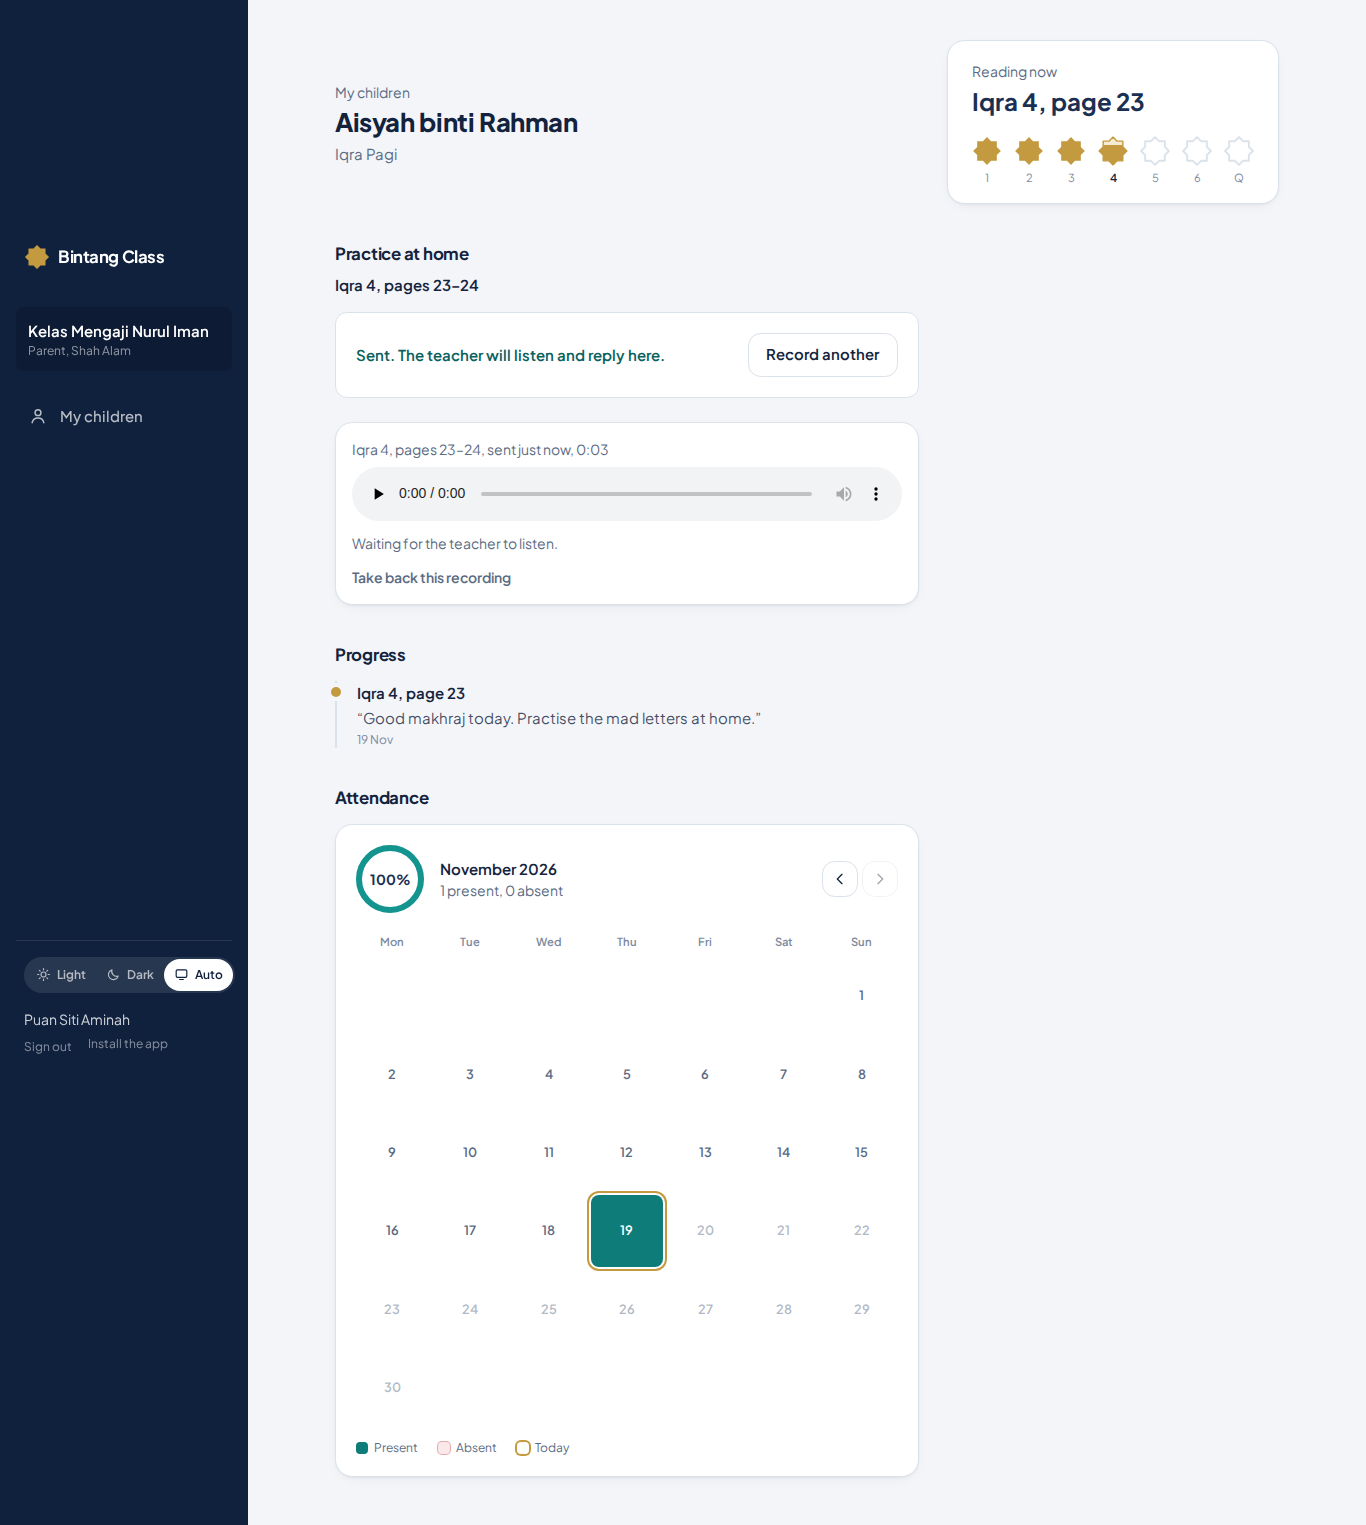 Bintang Class
Kelas Mengaji Nurul Iman
Parent, Shah Alam
My children
Light Dark Auto
Puan Siti Aminah
Sign out Install the app
My children
Aisyah binti Rahman
Iqra Pagi
Reading now
Iqra 4, page 23
1 2 3 4 5 6 Q
Practice at home
Iqra 4, pages 23–24
Sent. The teacher will listen and reply here.
Record another
Iqra 4, pages 23–24, sent just now, 0:03
0:00 / 0:00
Waiting for the teacher to listen.
Take back this recording
Progress
Iqra 4, page 23
“Good makhraj today. Practise the mad letters at home.”
19 Nov
Attendance
100%
November 2026
1 present, 0 absent
Mon Tue Wed Thu Fri Sat Sun
1
2 3 4 5 6 7 8
9 10 11 12 13 14 15
16 17 18 19 20 21 22
23 24 25 26 27 28 29
30
Present Absent Today